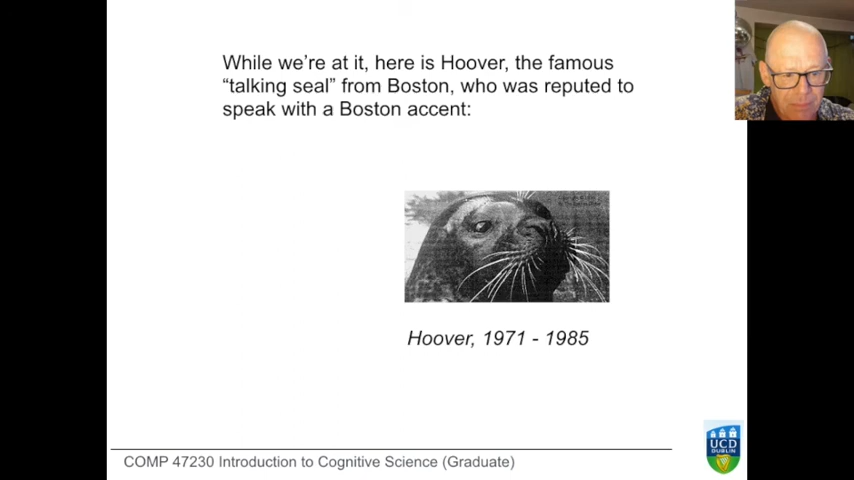 While we're at it, here is Hoover, the famous
“talking seal” from Boston, who was reputed to
speak with a Boston accent:
Hoover, 1971 - 1985
COMP 47230 Introduction to Cognitive Science (Graduate)
UCD
DUBLIN